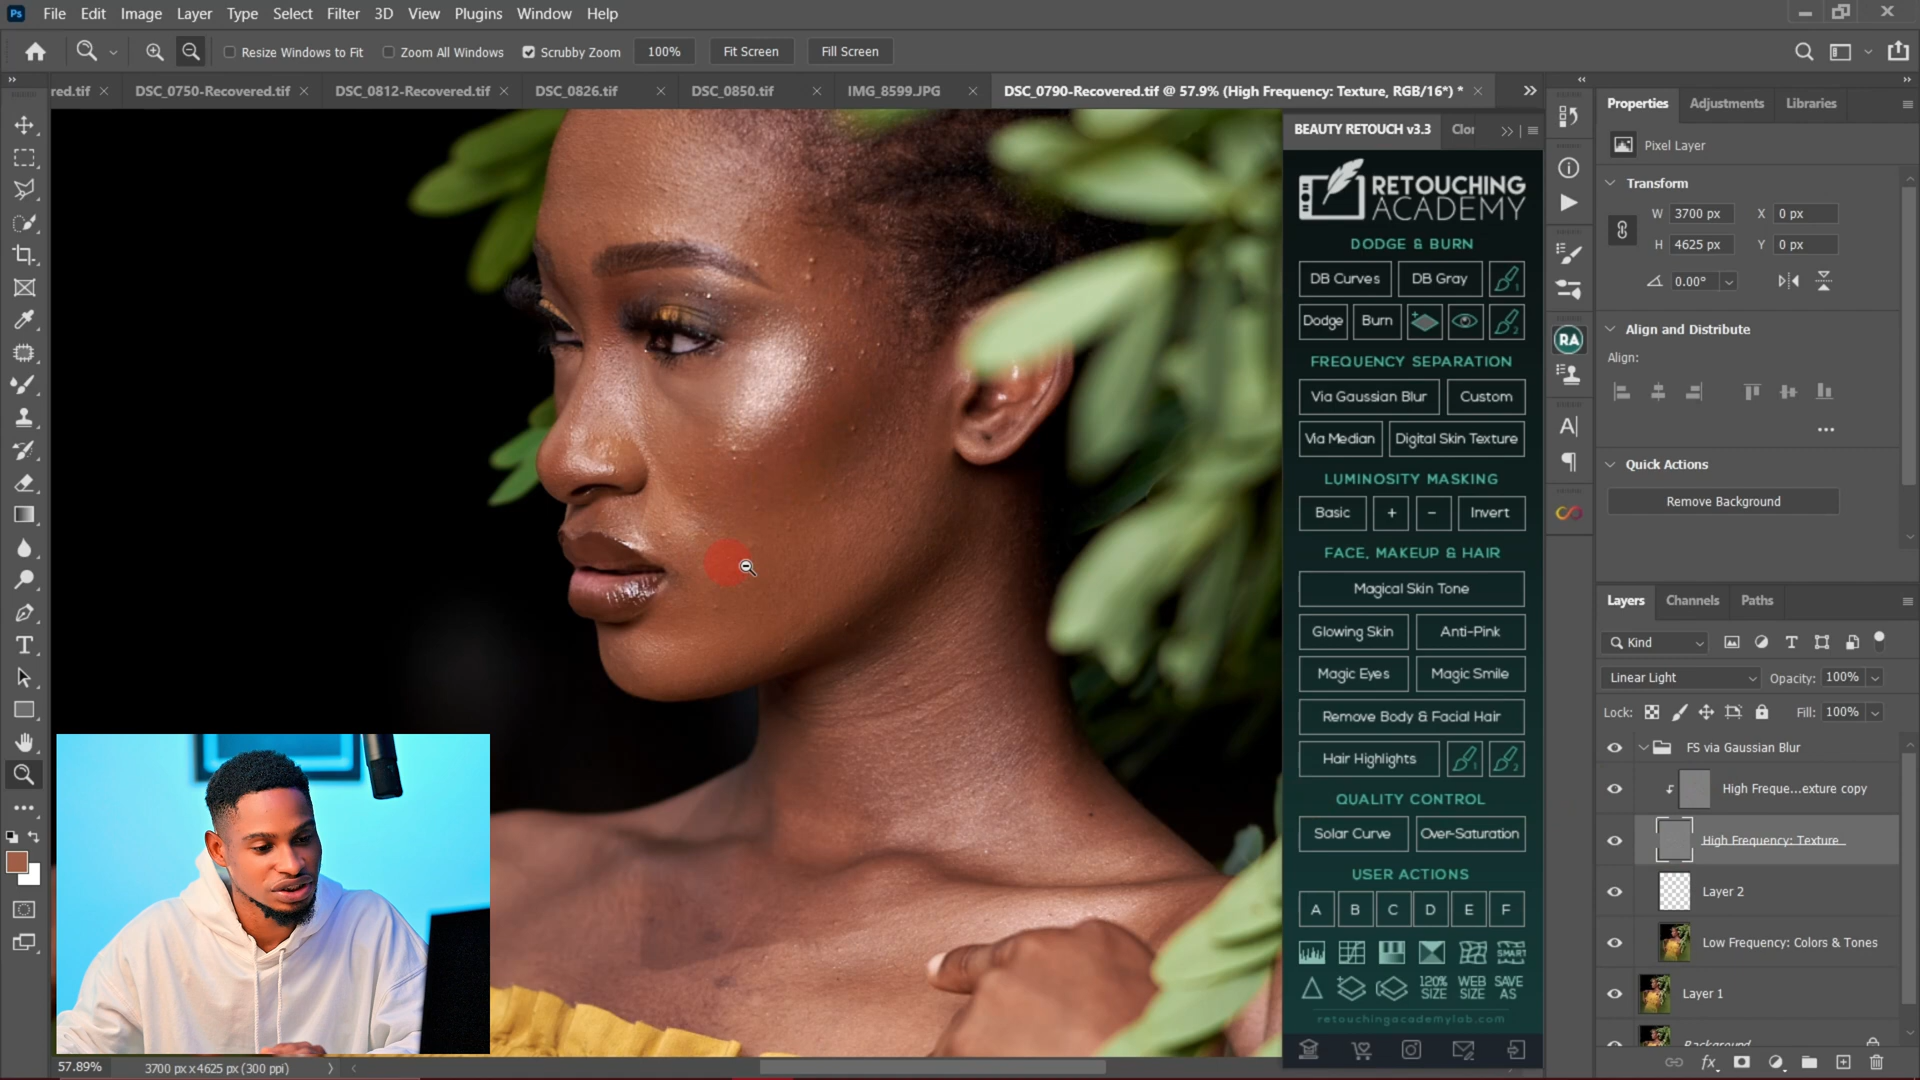 Ps File Edit Image Layer Type Select Filter 3D View Plugins Window Help
Resize Windows to Fit Zoom All Windows Scrubby Zoom 100% Fit Screen Fill Screen
red.tif × DSC_0750-Recovered.tif × DSC_0812-Recovered.tif × DSC_0826.tif × DSC_0850.tif × IMG_8599.JPG × DSC_0790-Recovered.tif @ 57.9% (High Frequency: Texture, RGB/16*) * ×
BEAUTY RETOUCH v3.3 Clo
RETOUCHING
ACADEMY
DODGE & BURN
DB Curves DB Gray 1
Dodge Burn 2
FREQUENCY SEPARATION
Via Gaussian Blur Custom
Via Median Digital Skin Texture
LUMINOSITY MASKING
Basic + − Invert
FACE, MAKEUP & HAIR
Magical Skin Tone
Glowing Skin Anti-Pink
Magic Eyes Magic Smile
Remove Body & Facial Hair
Hair Highlights 1 2
QUALITY CONTROL
Solar Curve Over-Saturation
USER ACTIONS
A B C D E F
SMART
120% SIZE WEB SIZE SAVE AS
retouchingacademylab.com
RA
Properties Adjustments Libraries
Pixel Layer
Transform
W 3700 px X 0 px
H 4625 px Y 0 px
0.00°
Align and Distribute
Align:
Quick Actions
Remove Background
Layers Channels Paths
Kind
Linear Light Opacity: 100%
Lock: Fill: 100%
FS via Gaussian Blur
High Freque...exture copy
High Frequency: Texture
Layer 2
Low Frequency: Colors & Tones
Layer 1
Background
57.89% 3700 px x 4625 px (300 ppi)